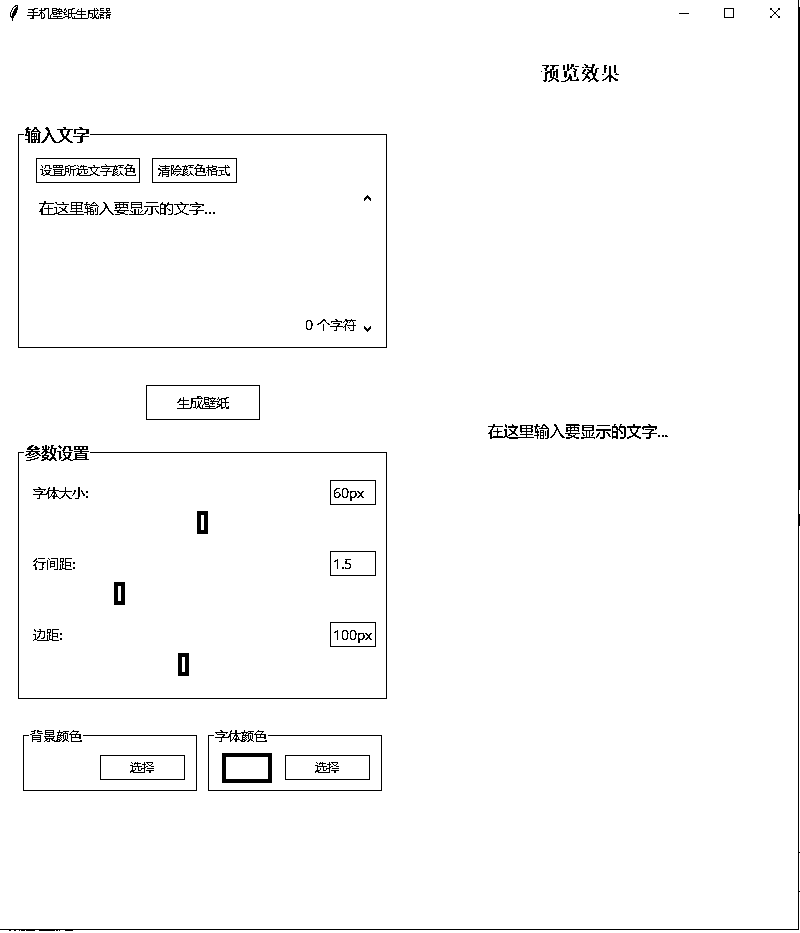 手机壁纸生成器
预览效果
输入文字
设置所选文字颜色 清除颜色格式
在这里输入要显示的文字...
0 个字符
生成壁纸
在这里输入要显示的文字...
参数设置
字体大小: 60px
行间距: 1.5
边距: 100px
背景颜色 字体颜色
选择 选择